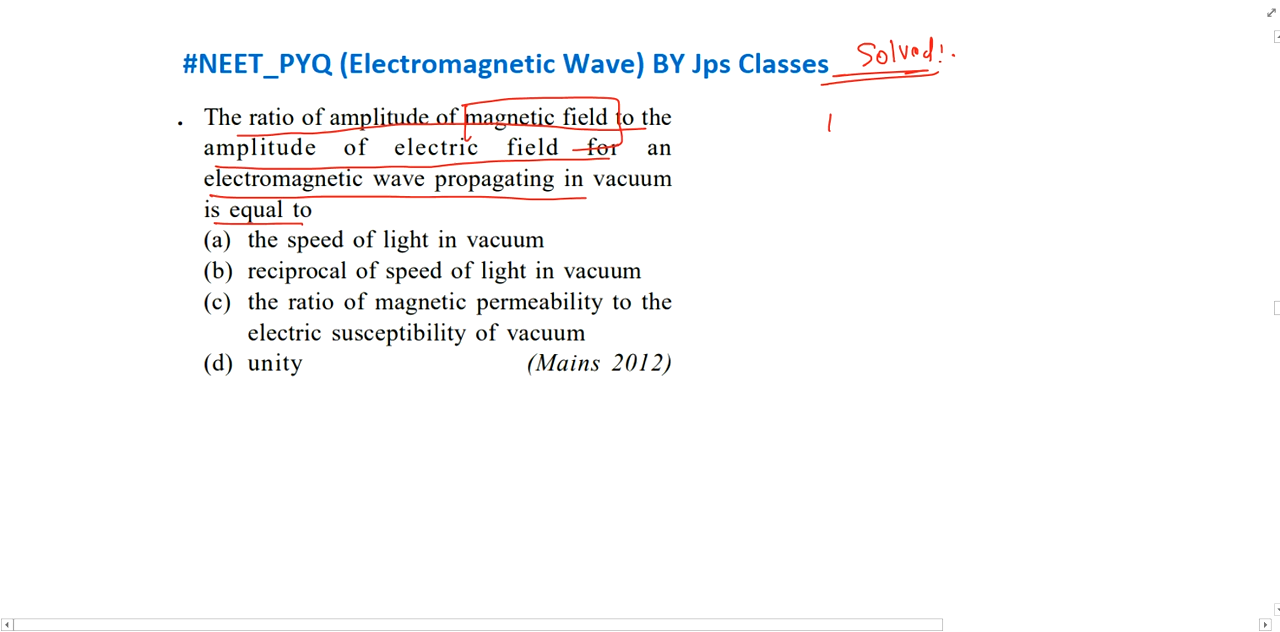 #NEET_PYQ (Electromagnetic Wave) BY Jps Classes Solved!.
. The ratio of amplitude of magnetic field to the
amplitude of electric field for an
electromagnetic wave propagating in vacuum
is equal to
(a) the speed of light in vacuum
(b) reciprocal of speed of light in vacuum
(c) the ratio of magnetic permeability to the
electric susceptibility of vacuum
(d) unity (Mains 2012)